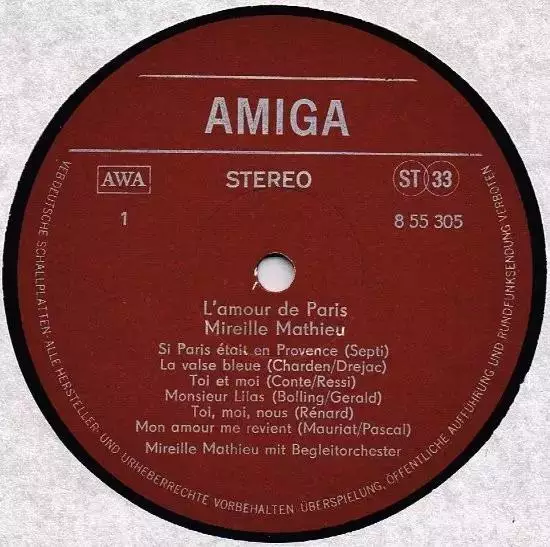 AMIGA
AWA
STEREO
ST 33
1
8 55 305
L'amour de Paris
Mireille Mathieu
Si Paris était en Provence (Septi)
La valse bleue (Charden/Drejac)
Toi et moi (Conte/Ressi)
Monsieur Lilas (Bolling/Gerald)
Toi, moi, nous (Rénard)
Mon amour me revient (Mauriat/Pascal)
Mireille Mathieu mit Begleitorchester
VEB DEUTSCHE SCHALLPLATTEN · ALLE HERSTELLER- UND URHEBERRECHTE VORBEHALTEN ÜBERSPIELUNG, ÖFFENTLICHE AUFFÜHRUNG UND RUNDFUNKSENDUNG VERBOTEN